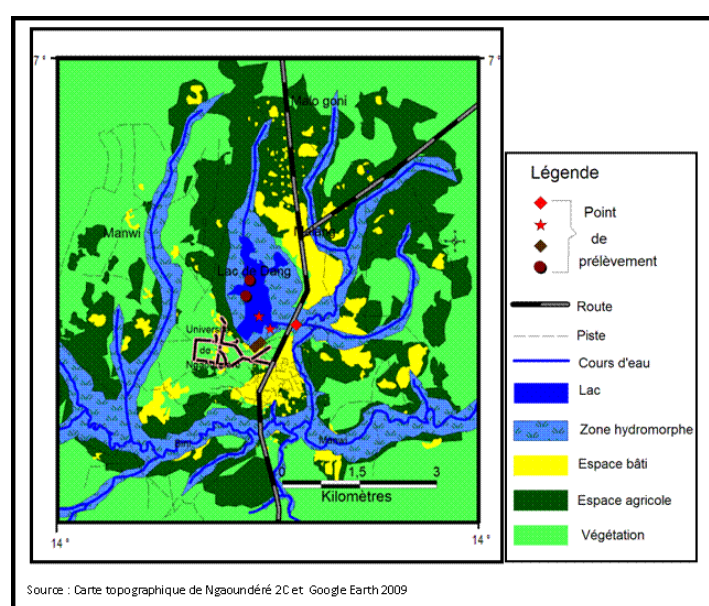 7 °
7 °
Malo goni
Manwi
Lac de Dang
Université
de
Ngaoundéré
1,5
3
Kilomètres
14 °
14 °
Légende
Point
de
prélèvement
Route
Piste
Cours d'eau
Lac
Zone hydromorphe
Espace bâti
Espace agricole
Végétation
Source : Carte topographique de Ngaoundéré 2C et Google Earth 2009